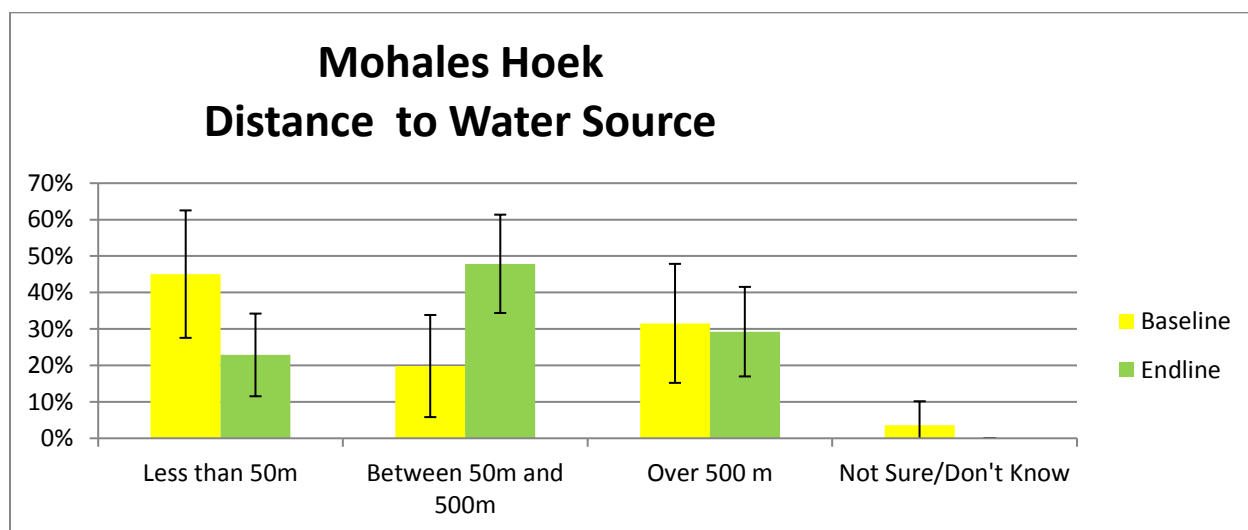 Mohales Hoek
Distance to Water Source
70%
60%
50%
40%
30%
20%
10%
0%
Less than 50m
Between 50m and
500m
Over 500 m
Not Sure/Don't Know
Baseline
Endline